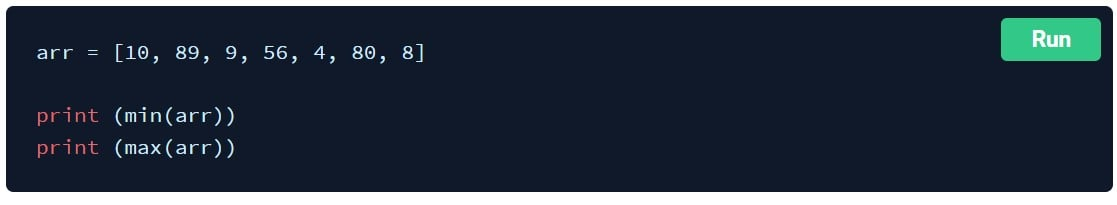 Run
arr = [10, 89, 9, 56, 4, 80, 8]
print (min(arr))
print (max(arr))